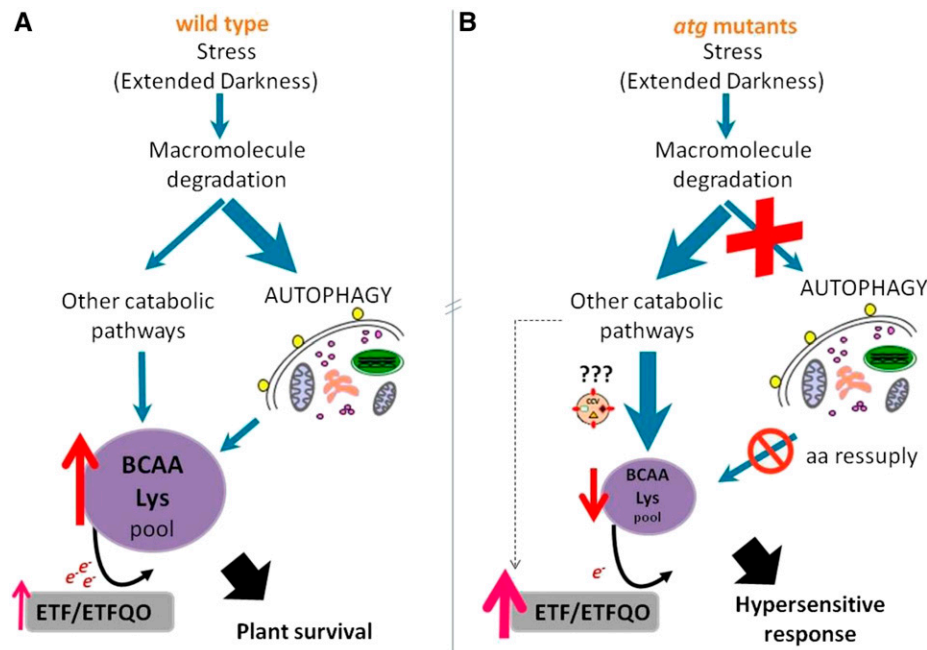 A
wild type
Stress
(Extended Darkness)
Macromolecule
degradation
Other catabolic
pathways
AUTOPHAGY
BCAA
Lys
pool
e- e- e-
ETF/ETFQO
Plant survival
B
atg mutants
Stress
(Extended Darkness)
Macromolecule
degradation
Other catabolic
pathways
AUTOPHAGY
???
CCV
aa ressuply
BCAA
Lys
pool
e-
ETF/ETFQO
Hypersensitive
response